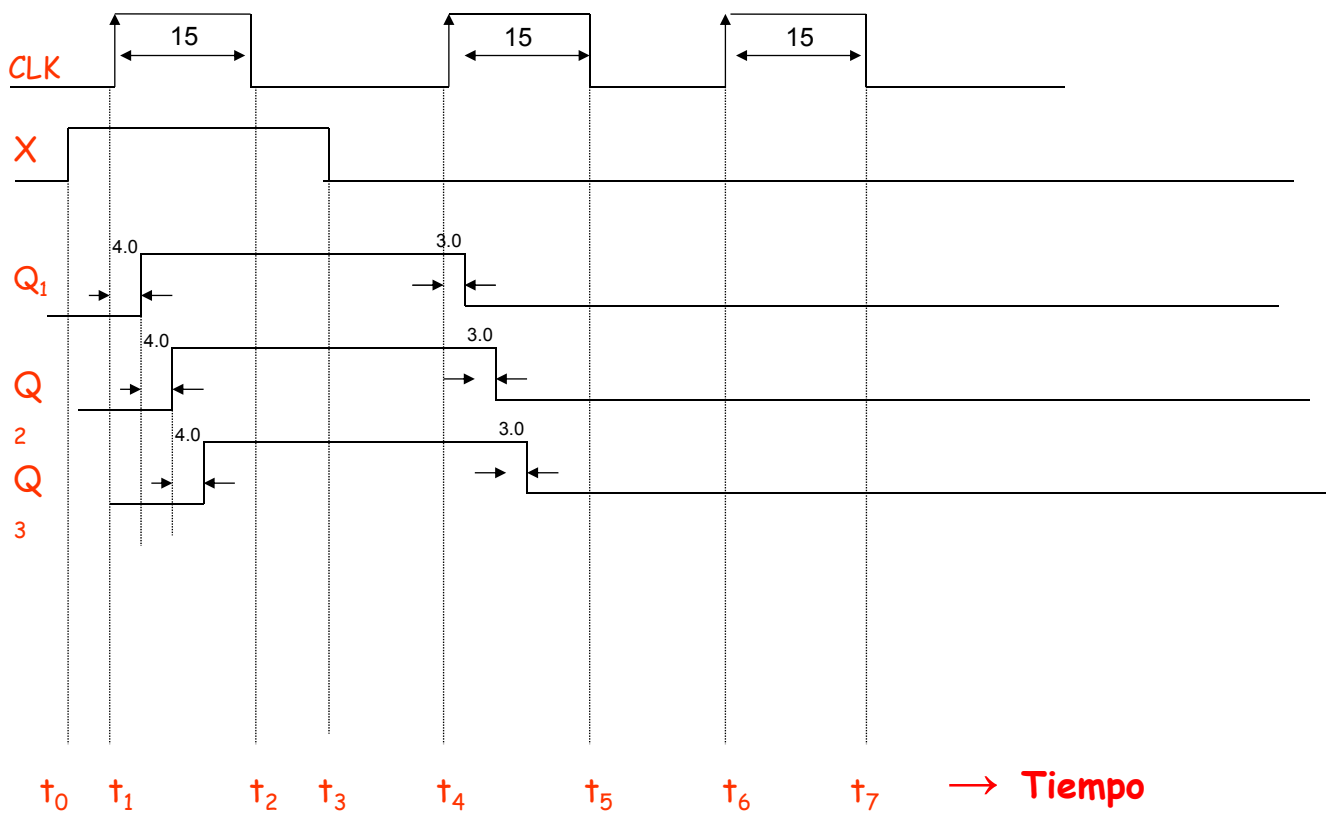 15 15 15
CLK
X
4.0 3.0
Q₁
4.0 3.0
Q
2
4.0 3.0
Q
3
t₀ t₁ t₂ t₃ t₄ t₅ t₆ t₇ → Tiempo